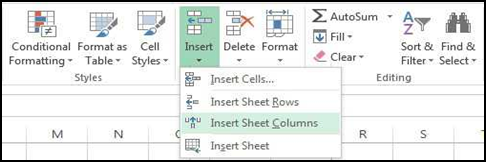 Conditional Formatting
Format as Table
Cell Styles
Styles
Insert
Delete
Format
AutoSum
Fill
Clear
Sort & Filter
Find & Select
Editing
Insert Cells...
Insert Sheet Rows
Insert Sheet Columns
Insert Sheet
M N R S T